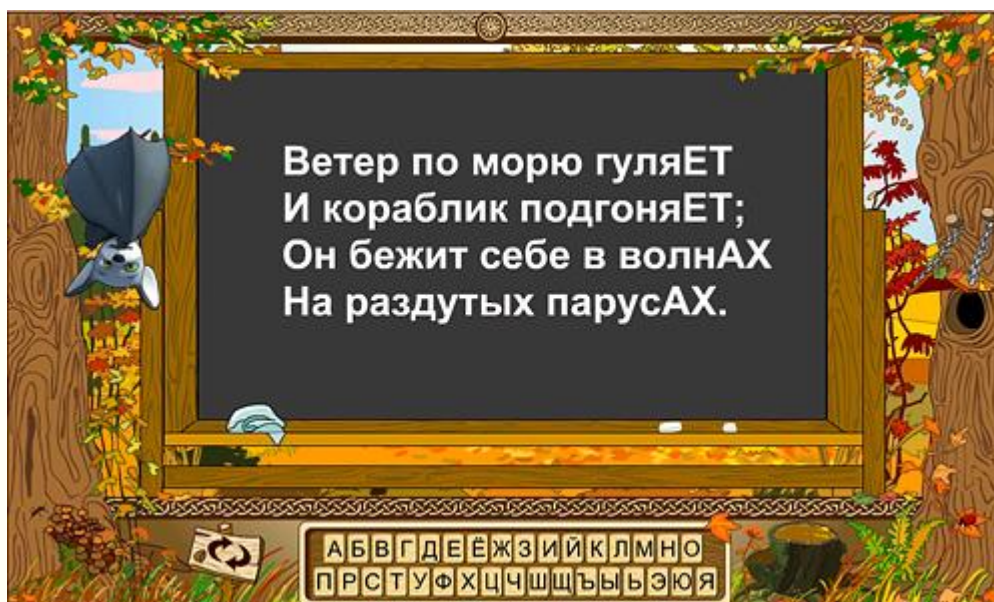 Ветер по морю гуляЕТ
И кораблик подгоняЕТ;
Он бежит себе в волнАХ
На раздутых парусАХ.
АБВГДЕЁЖЗИЙКЛМНО
ПРСТУФХЦЧШЩЪЫЬЭЮЯ